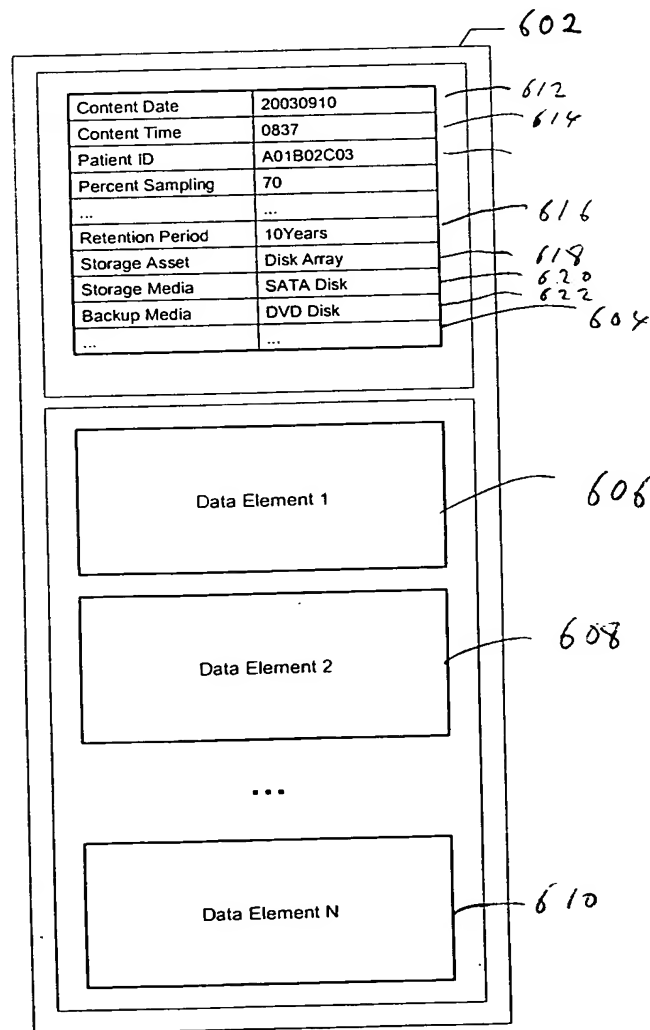 602
Content Date 20030910 612
Content Time 0837 614
Patient ID A01B02C03
Percent Sampling 70
... ...
Retention Period 10Years 616
Storage Asset Disk Array 618
Storage Media SATA Disk 620
Backup Media DVD Disk 622
... ... 604
Data Element 1 606
Data Element 2 608
...
Data Element N 610